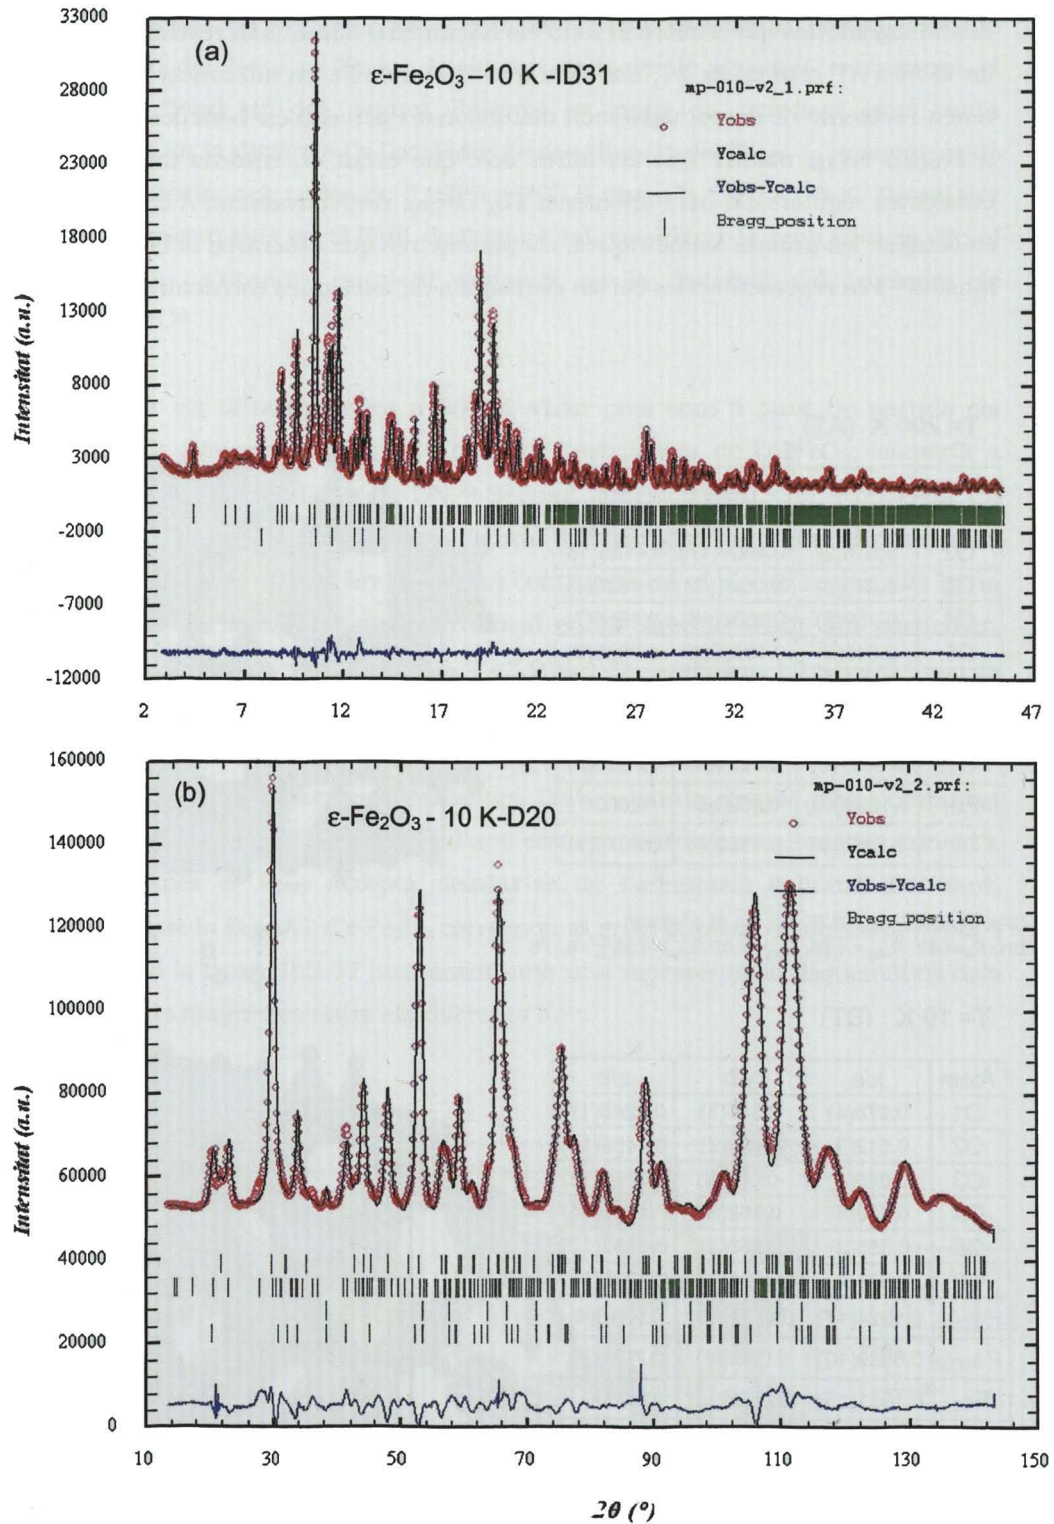 33000
(a)
ε-Fe₂O₃–10 K -ID31
mp-010-v2_1.prf:
Yobs
Ycalc
Yobs-Ycalc
Bragg_position
28000
23000
18000
13000
8000
3000
-2000
-7000
-12000
Intensitat (a.u.)
2 7 12 17 22 27 32 37 42 47
160000
(b)
ε-Fe₂O₃ - 10 K-D20
mp-010-v2_2.prf:
Yobs
Ycalc
Yobs-Ycalc
Bragg_position
140000
120000
100000
80000
60000
40000
20000
0
Intensitat (a.u.)
10 30 50 70 90 110 130 150
2θ (°)